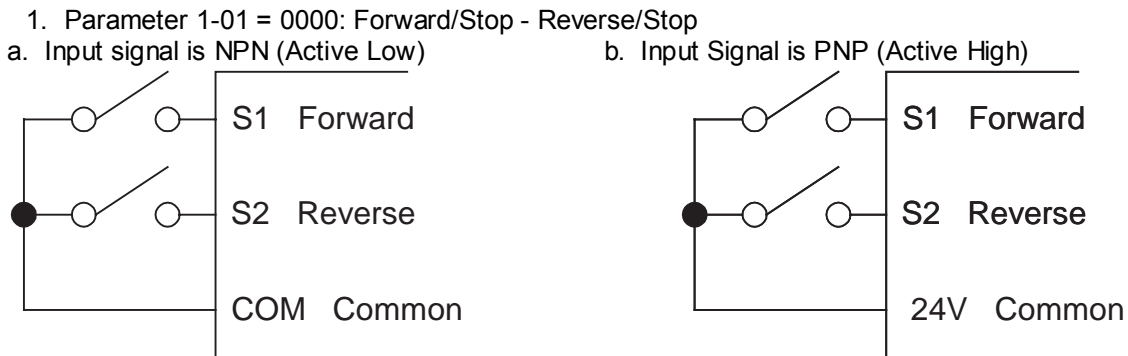 1. Parameter 1-01 = 0000: Forward/Stop - Reverse/Stop
a. Input signal is NPN (Active Low)
b. Input Signal is PNP (Active High)
S1 Forward
S2 Reverse
COM Common
S1 Forward
S2 Reverse
24V Common